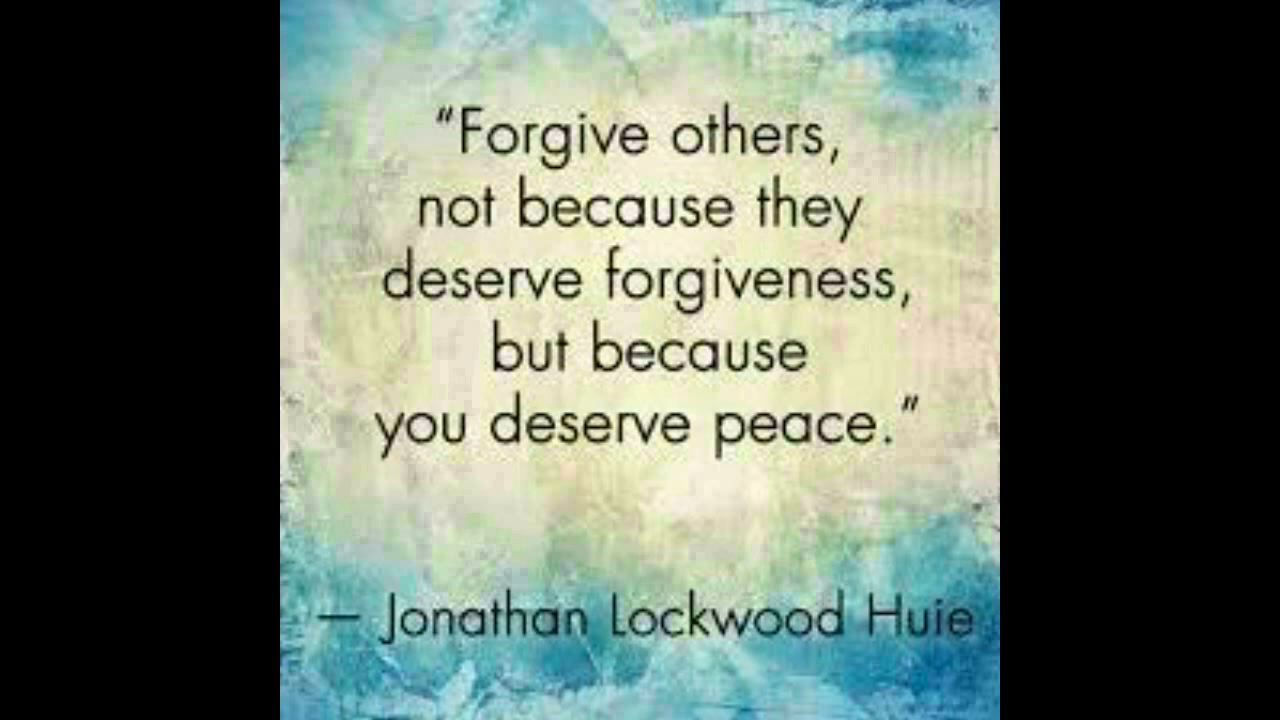 “Forgive others,
not because they
deserve forgiveness,
but because
you deserve peace.”
— Jonathan Lockwood Huie